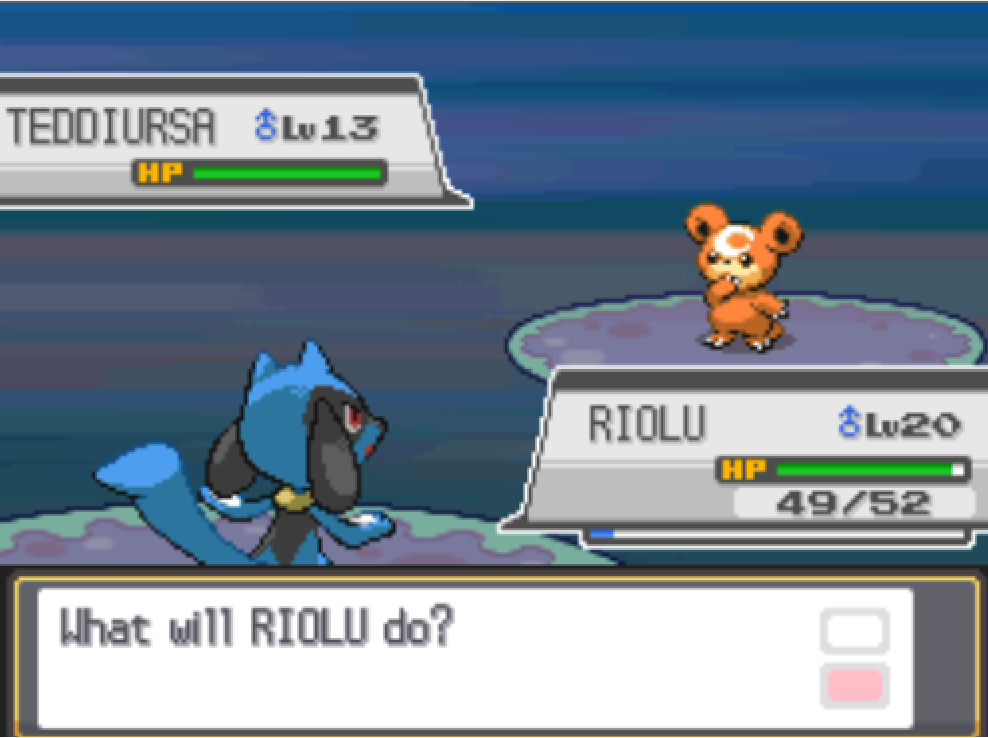 TEDDIURSA ♂Lv13
HP
RIOLU ♂Lv20
HP
49/52
What will RIOLU do?